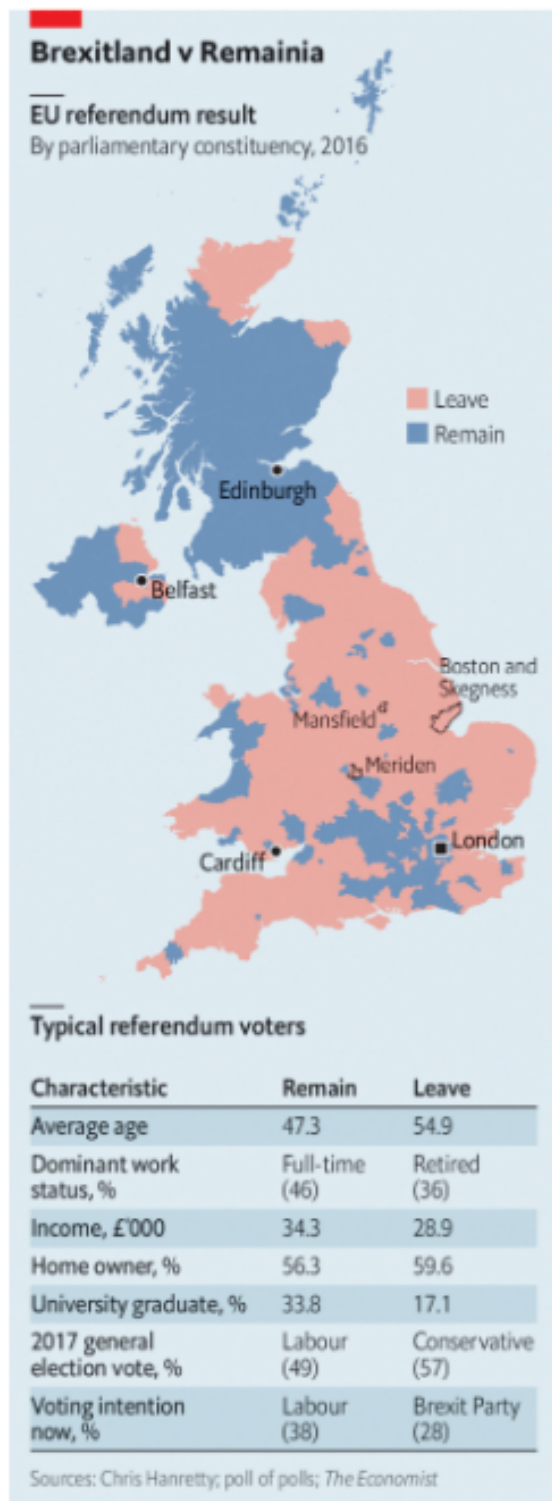 Brexitland v Remainia
EU referendum result
By parliamentary constituency, 2016
Leave
Remain
Edinburgh
Belfast
Boston and
Skegness
Mansfield
Meriden
London
Cardiff
Typical referendum voters
Characteristic Remain Leave
Average age 47.3 54.9
Dominant work Full-time Retired
status, % (46) (36)
Income, £'000 34.3 28.9
Home owner, % 56.3 59.6
University graduate, % 33.8 17.1
2017 general Labour Conservative
election vote, % (49) (57)
Voting intention Labour Brexit Party
now, % (38) (28)
Sources: Chris Hanretty; poll of polls; The Economist